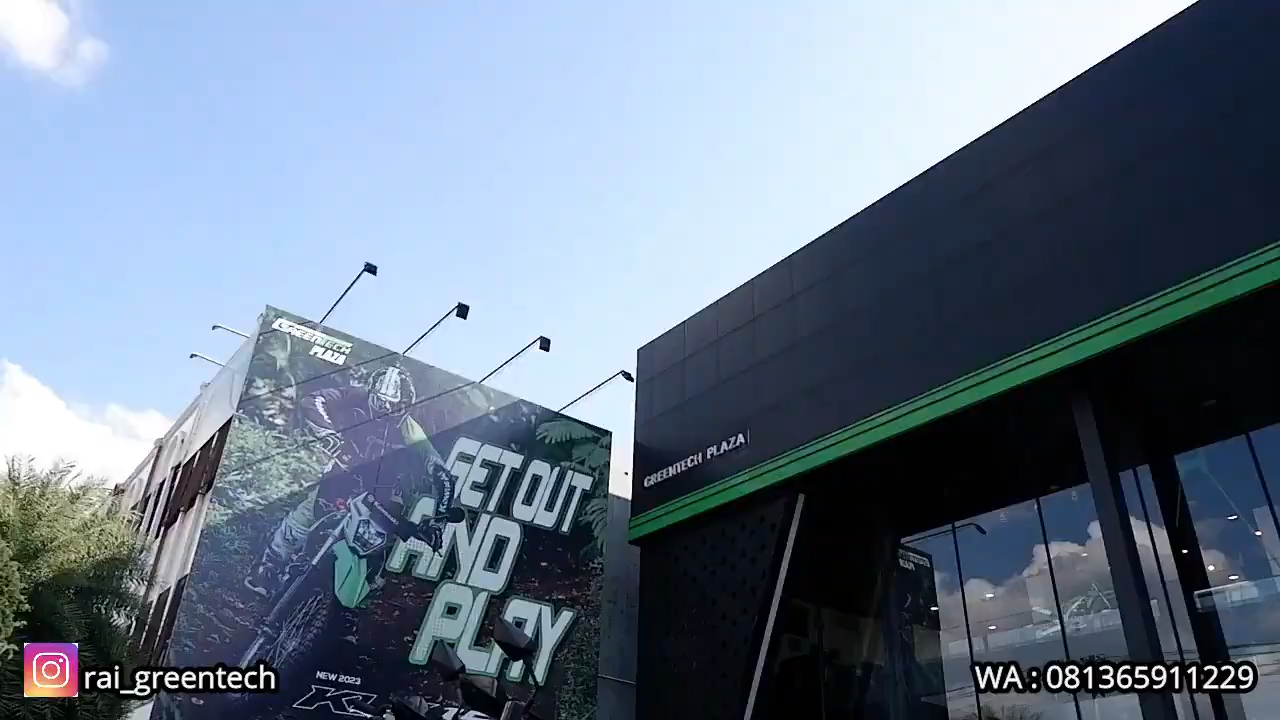 GREENTECH
PLAZA
GET OUT
AND
PLAY
NEW 2023
GREENTECH PLAZA
rai_greentech
WA : 081365911229